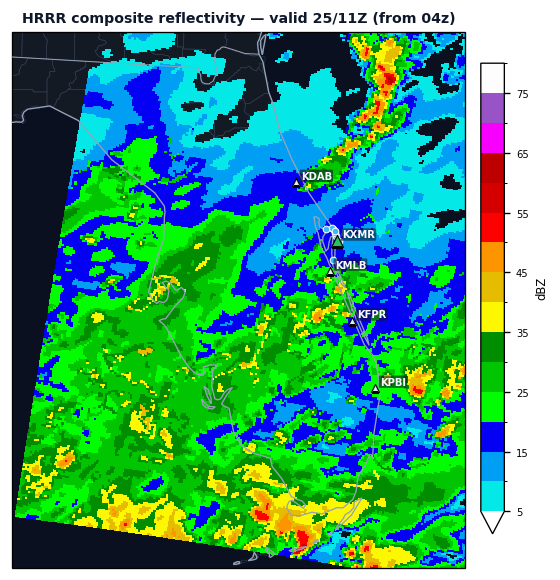 HRRR composite reflectivity — valid 25/11Z (from 04z)
KDAB
KXMR
KMLB
KFPR
KPBI
75
65
55
45
35
25
15
5
dBZ